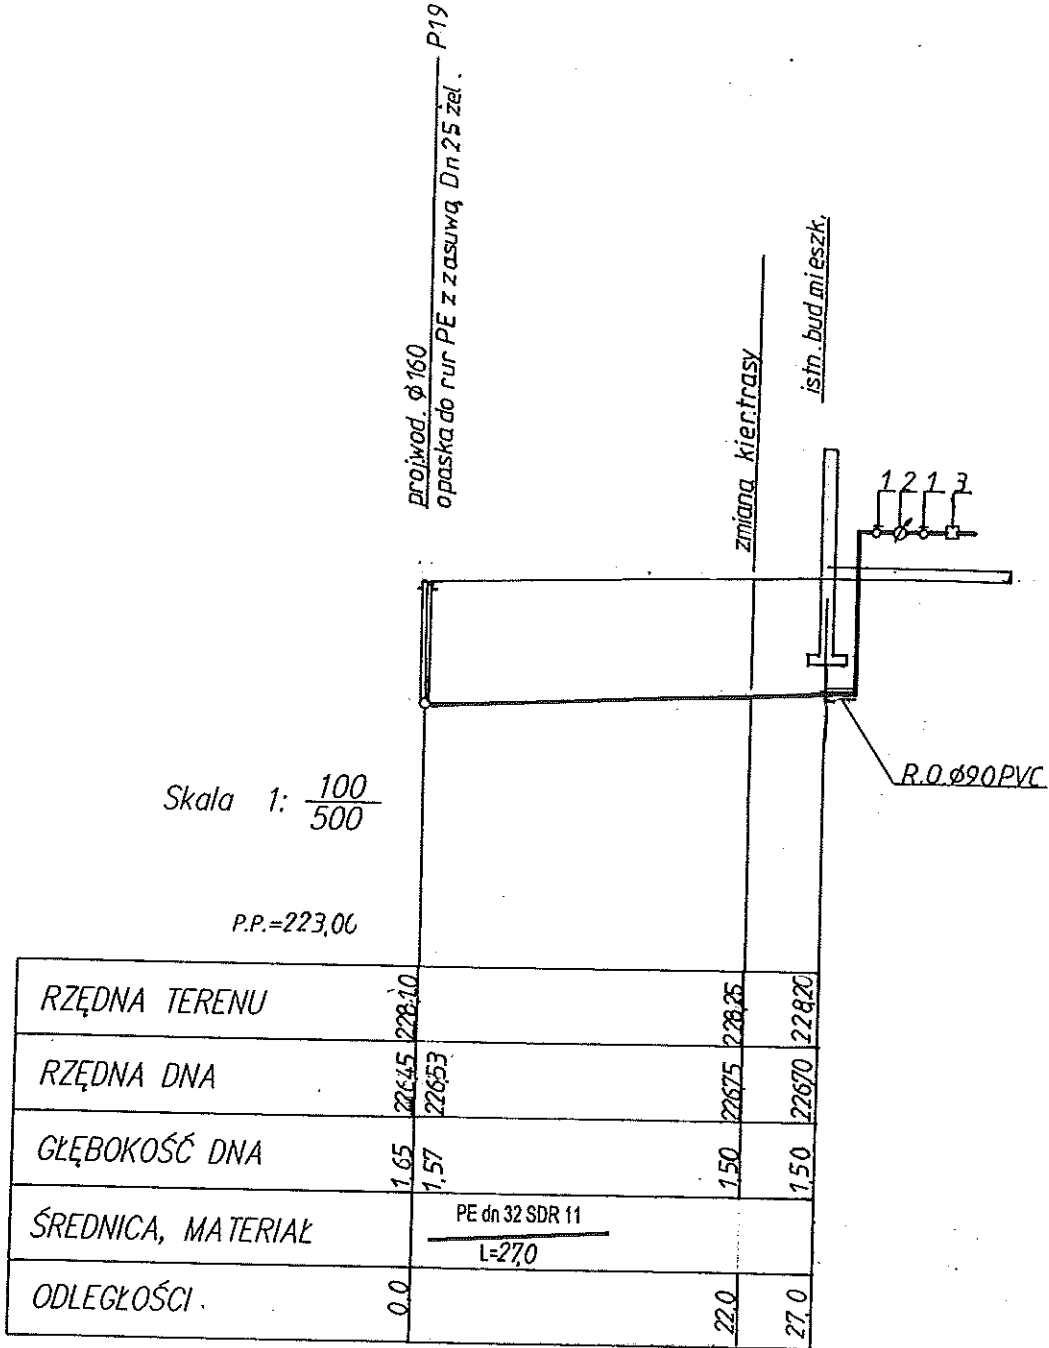 P19
proj.wod. ϕ160
opaska do rur PE z zasuwą Dn25 żel.
zmiana kier.trasy
istn.bud mieszk.
1 2 1 3
R.O. ϕ90PVC
Skala 1: 100
500
P.P.=223,00
RZĘDNA TERENU 228.10 228,25 228,20
RZĘDNA DNA 226,45 226,53 226,75 226,70
GŁĘBOKOŚĆ DNA 1,65 1,57 1,50 1,50
ŚREDNICA, MATERIAŁ PE dn 32 SDR 11
L=27,0
ODLEGŁOŚCI 0,0 22,0 27,0